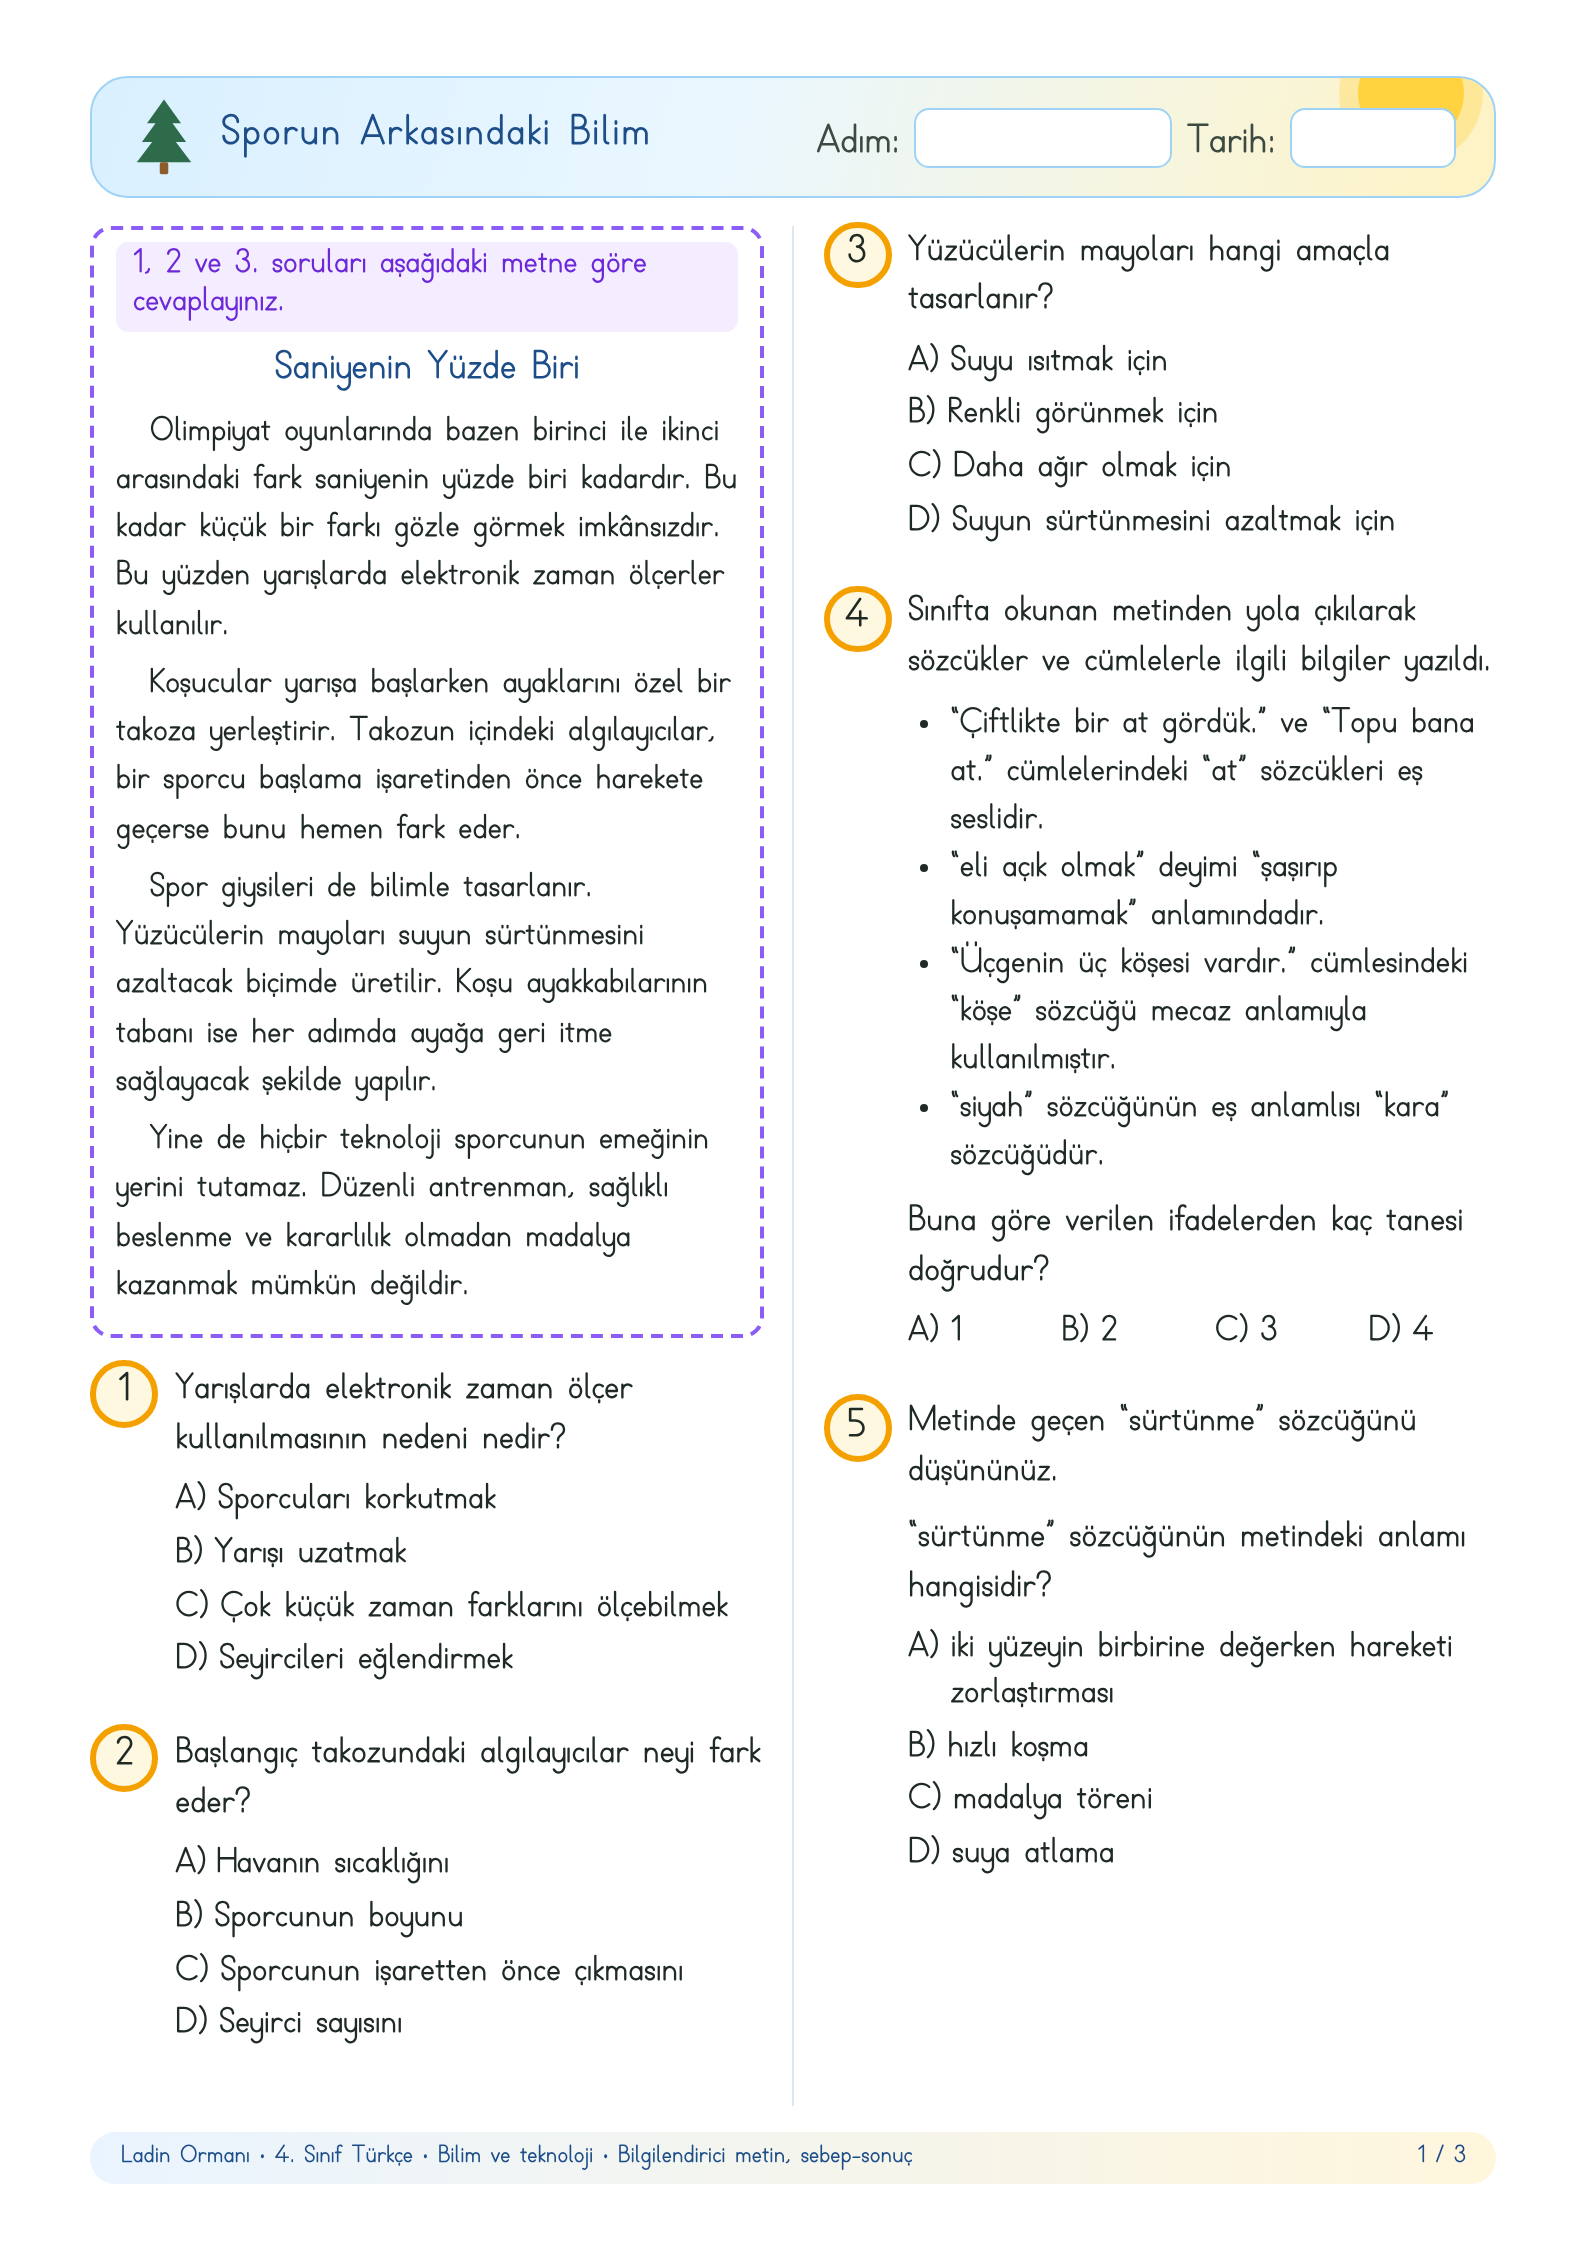 Sporun Arkasındaki Bilim
Adım:
Tarih:
1, 2 ve 3. soruları aşağıdaki metne göre
cevaplayınız.
Saniyenin Yüzde Biri
Olimpiyat oyunlarında bazen birinci ile ikinci
arasındaki fark saniyenin yüzde biri kadardır. Bu
kadar küçük bir farkı gözle görmek imkânsızdır.
Bu yüzden yarışlarda elektronik zaman ölçerler
kullanılır.
Koşucular yarışa başlarken ayaklarını özel bir
takoza yerleştirir. Takozun içindeki algılayıcılar,
bir sporcu başlama işaretinden önce harekete
geçerse bunu hemen fark eder.
Spor giysileri de bilimle tasarlanır.
Yüzücülerin mayoları suyun sürtünmesini
azaltacak biçimde üretilir. Koşu ayakkabılarının
tabanı ise her adımda ayağa geri itme
sağlayacak şekilde yapılır.
Yine de hiçbir teknoloji sporcunun emeğinin
yerini tutamaz. Düzenli antrenman, sağlıklı
beslenme ve kararlılık olmadan madalya
kazanmak mümkün değildir.
1
Yarışlarda elektronik zaman ölçer
kullanılmasının nedeni nedir?
A) Sporcuları korkutmak
B) Yarışı uzatmak
C) Çok küçük zaman farklarını ölçebilmek
D) Seyircileri eğlendirmek
2
Başlangıç takozundaki algılayıcılar neyi fark
eder?
A) Havanın sıcaklığını
B) Sporcunun boyunu
C) Sporcunun işaretten önce çıkmasını
D) Seyirci sayısını
3
Yüzücülerin mayoları hangi amaçla
tasarlanır?
A) Suyu ısıtmak için
B) Renkli görünmek için
C) Daha ağır olmak için
D) Suyun sürtünmesini azaltmak için
4
Sınıfta okunan metinden yola çıkılarak
sözcükler ve cümlelerle ilgili bilgiler yazıldı.
• “Çiftlikte bir at gördük.” ve “Topu bana
at.” cümlelerindeki “at” sözcükleri eş
seslidir.
• “eli açık olmak” deyimi “şaşırıp
konuşamamak” anlamındadır.
• “Üçgenin üç köşesi vardır.” cümlesindeki
“köşe” sözcüğü mecaz anlamıyla
kullanılmıştır.
• “siyah” sözcüğünün eş anlamlısı “kara”
sözcüğüdür.
Buna göre verilen ifadelerden kaç tanesi
doğrudur?
A) 1 B) 2 C) 3 D) 4
5
Metinde geçen “sürtünme” sözcüğünü
düşününüz.
“sürtünme” sözcüğünün metindeki anlamı
hangisidir?
A) iki yüzeyin birbirine değerken hareketi
zorlaştırması
B) hızlı koşma
C) madalya töreni
D) suya atlama
Ladin Ormanı • 4. Sınıf Türkçe • Bilim ve teknoloji • Bilgilendirici metin, sebep-sonuç
1 / 3